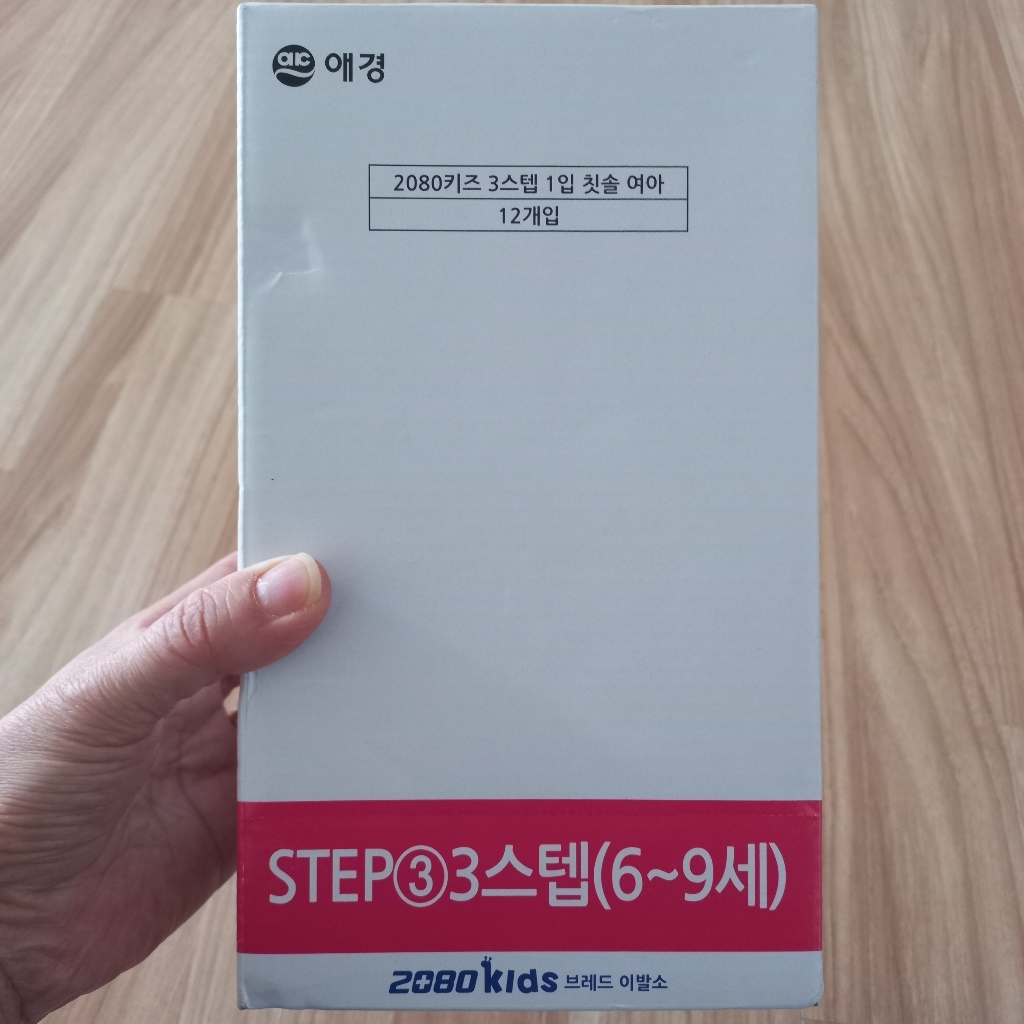 애경
2080키즈 3스텝 1입 칫솔 여아
12개입
STEP③3스텝(6~9세)
2080 kids 브레드 이발소